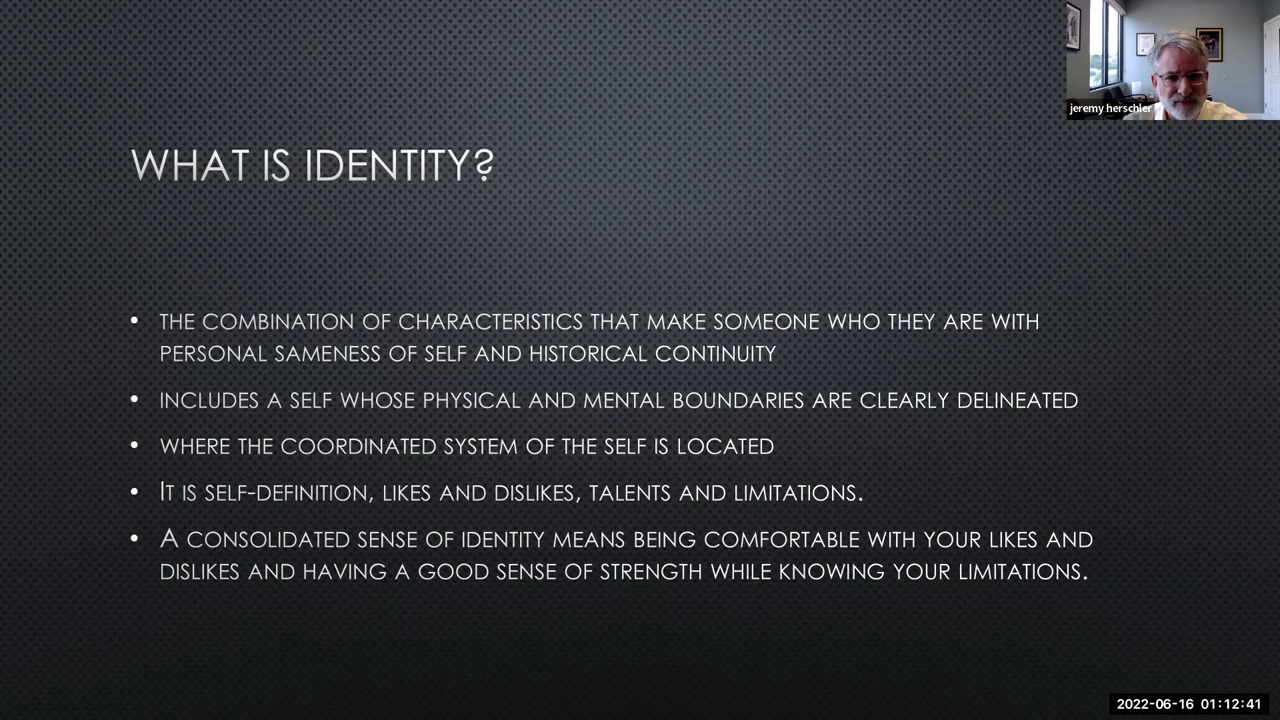 jeremy herschler
WHAT IS IDENTITY?
• THE COMBINATION OF CHARACTERISTICS THAT MAKE SOMEONE WHO THEY ARE WITH
PERSONAL SAMENESS OF SELF AND HISTORICAL CONTINUITY
• INCLUDES A SELF WHOSE PHYSICAL AND MENTAL BOUNDARIES ARE CLEARLY DELINEATED
• WHERE THE COORDINATED SYSTEM OF THE SELF IS LOCATED
• IT IS SELF-DEFINITION, LIKES AND DISLIKES, TALENTS AND LIMITATIONS.
• A CONSOLIDATED SENSE OF IDENTITY MEANS BEING COMFORTABLE WITH YOUR LIKES AND
DISLIKES AND HAVING A GOOD SENSE OF STRENGTH WHILE KNOWING YOUR LIMITATIONS.
2022-06-16 01:12:41